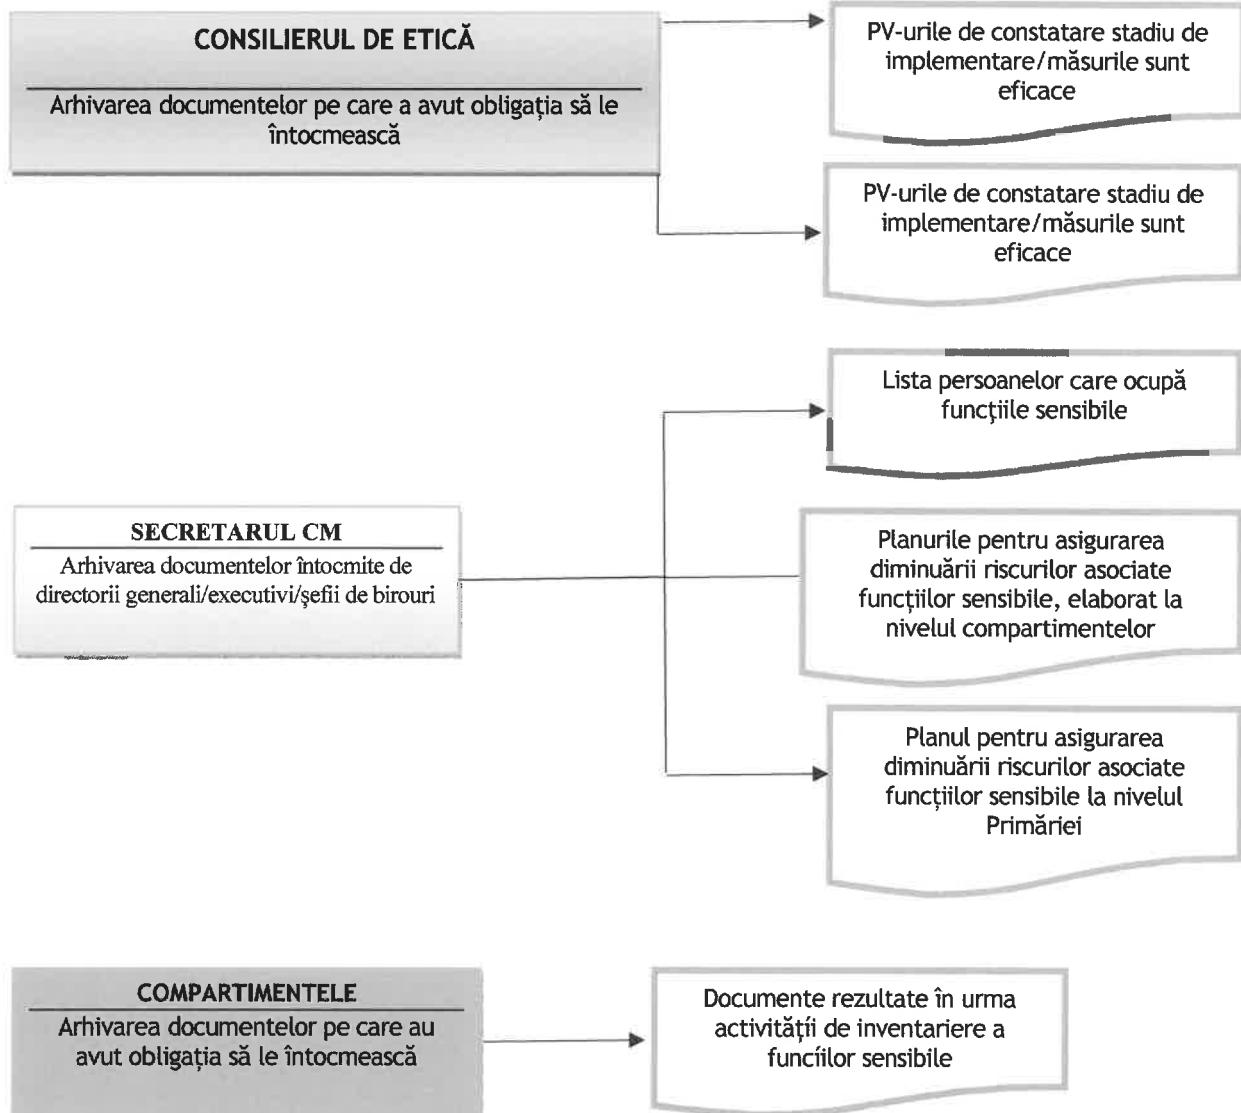 CONSILIERUL DE ETICĂ
Arhivarea documentelor pe care a avut obligația să le
întocmească
PV-urile de constatare stadiu de
implementare/măsurile sunt
eficace
PV-urile de constatare stadiu de
implementare/măsurile sunt
eficace
Lista persoanelor care ocupă
funcțiile sensibile
SECRETARUL CM
Arhivarea documentelor întocmite de
directorii generali/executivi/șefii de birouri
Planurile pentru asigurarea
diminuării riscurilor asociate
funcțiilor sensibile, elaborat la
nivelul compartimentelor
Planul pentru asigurarea
diminuării riscurilor asociate
funcțiilor sensibile la nivelul
Primăriei
COMPARTIMENTELE
Arhivarea documentelor pe care au
avut obligația să le întocmească
Documente rezultate în urma
activității de inventariere a
funcíilor sensibile